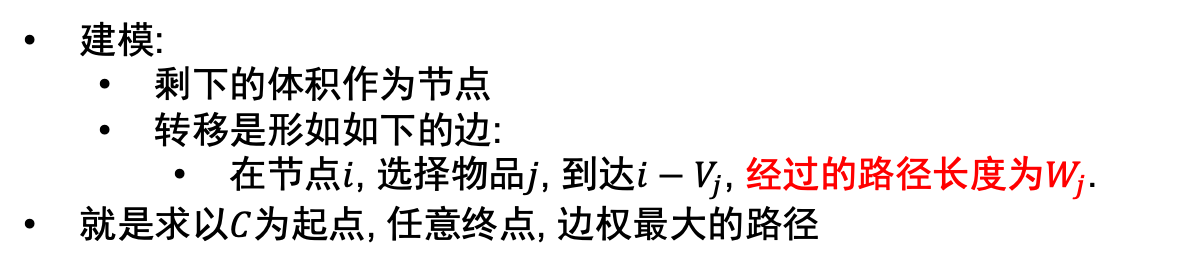 • 建模:
• 剩下的体积作为节点
• 转移是形如如下的边:
• 在节点𝑖, 选择物品𝑗, 到达𝑖 − 𝑉𝑗, 经过的路径长度为𝑊𝑗.
• 就是求以𝐶为起点, 任意终点, 边权最大的路径